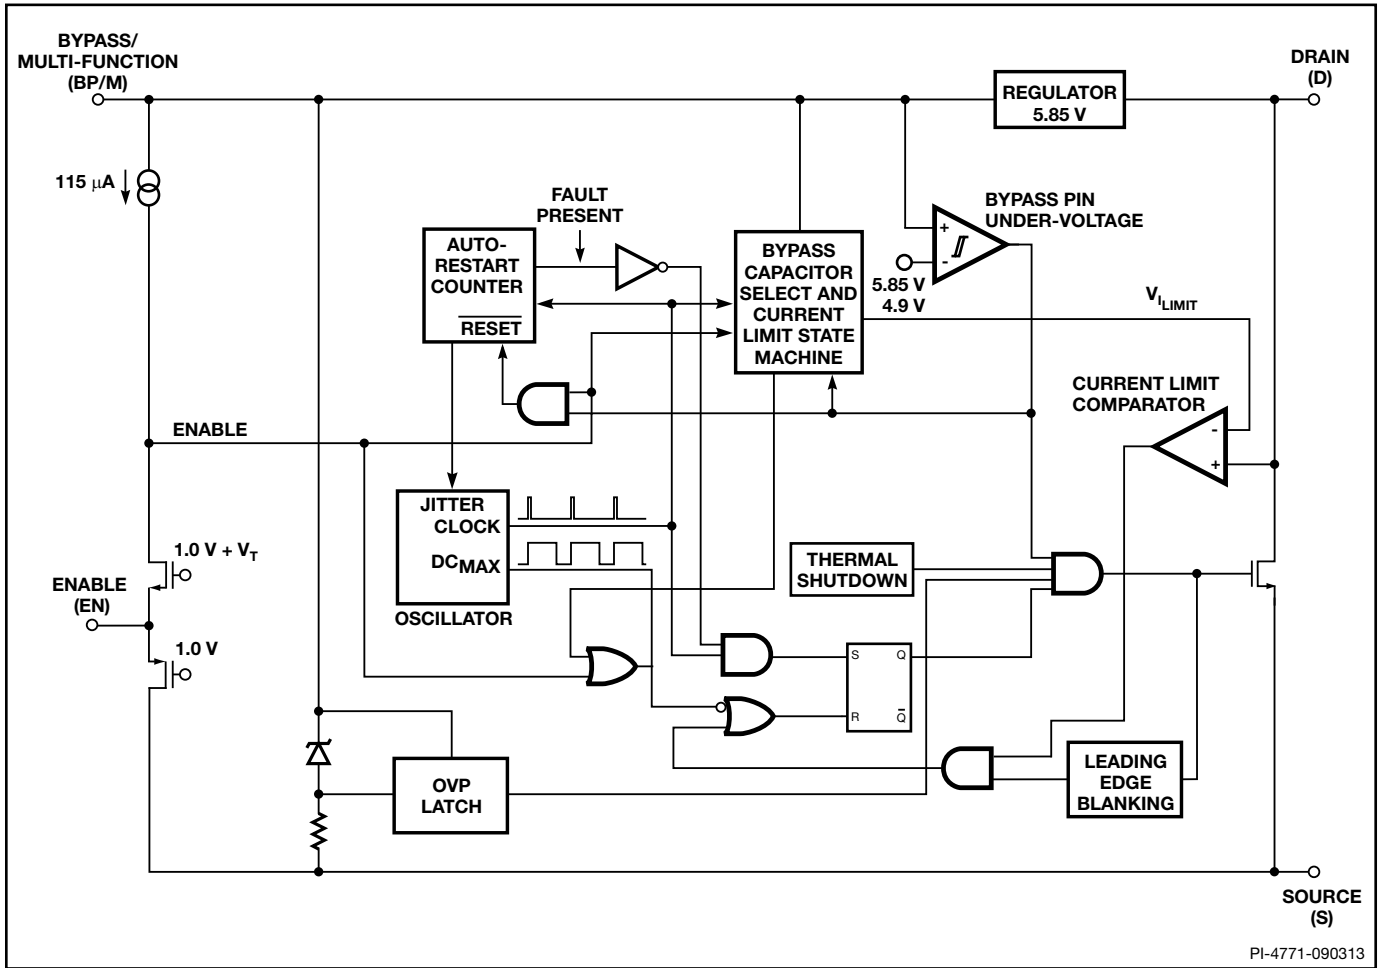 BYPASS/
MULTI-FUNCTION
(BP/M)
DRAIN
(D)
REGULATOR
5.85 V
115 μA
FAULT
PRESENT
BYPASS PIN
UNDER-VOLTAGE
AUTO-
RESTART
COUNTER
RESET
BYPASS
CAPACITOR
SELECT AND
CURRENT
LIMIT STATE
MACHINE
+
-
5.85 V
4.9 V
VILIMIT
CURRENT LIMIT
COMPARATOR
-
+
ENABLE
JITTER
CLOCK
DCMAX
OSCILLATOR
1.0 V + VT
ENABLE
(EN)
1.0 V
THERMAL
SHUTDOWN
S Q
R Q̅
OVP
LATCH
LEADING
EDGE
BLANKING
SOURCE
(S)
PI-4771-090313